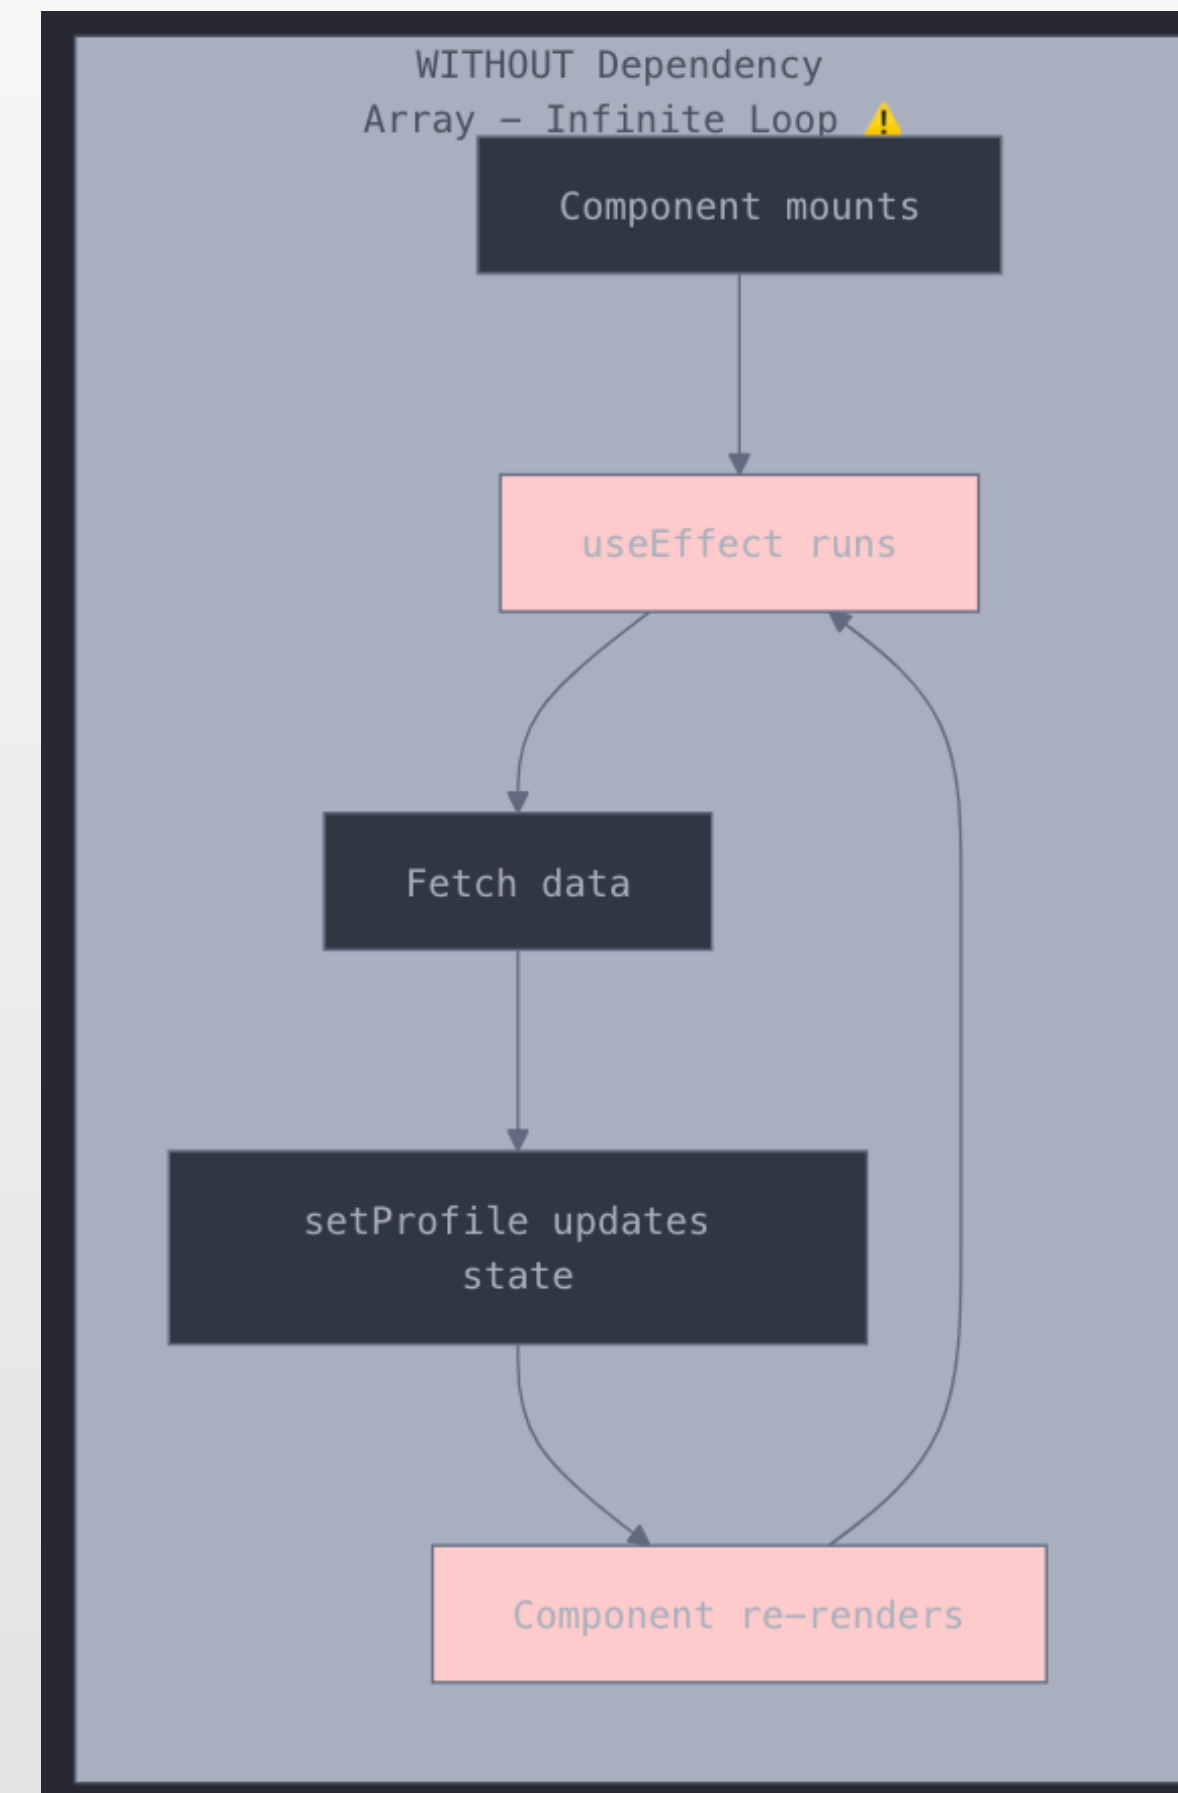 WITHOUT Dependency
Array – Infinite Loop ⚠️
Component mounts
useEffect runs
Fetch data
setProfile updates
state
Component re–renders